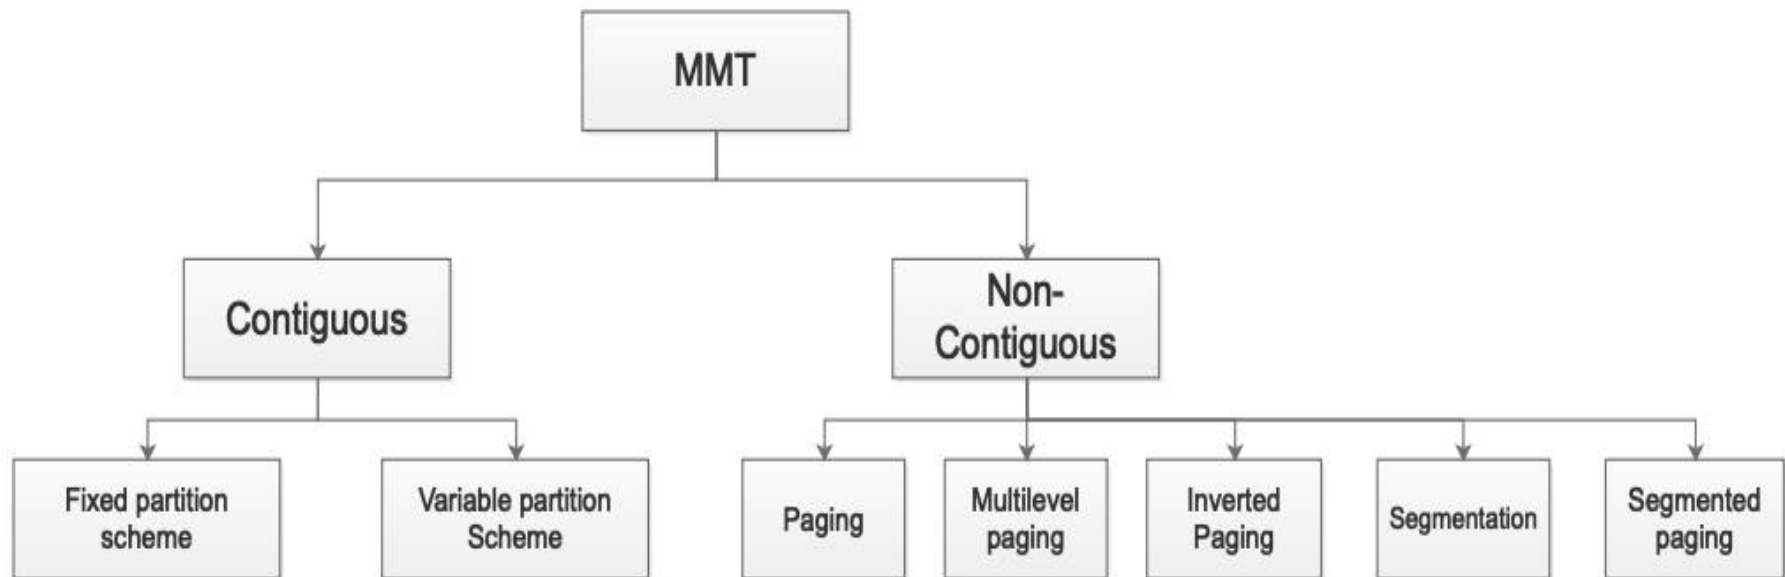 MMT
Contiguous
Non-
Contiguous
Fixed partition
scheme
Variable partition
Scheme
Paging
Multilevel
paging
Inverted
Paging
Segmentation
Segmented
paging